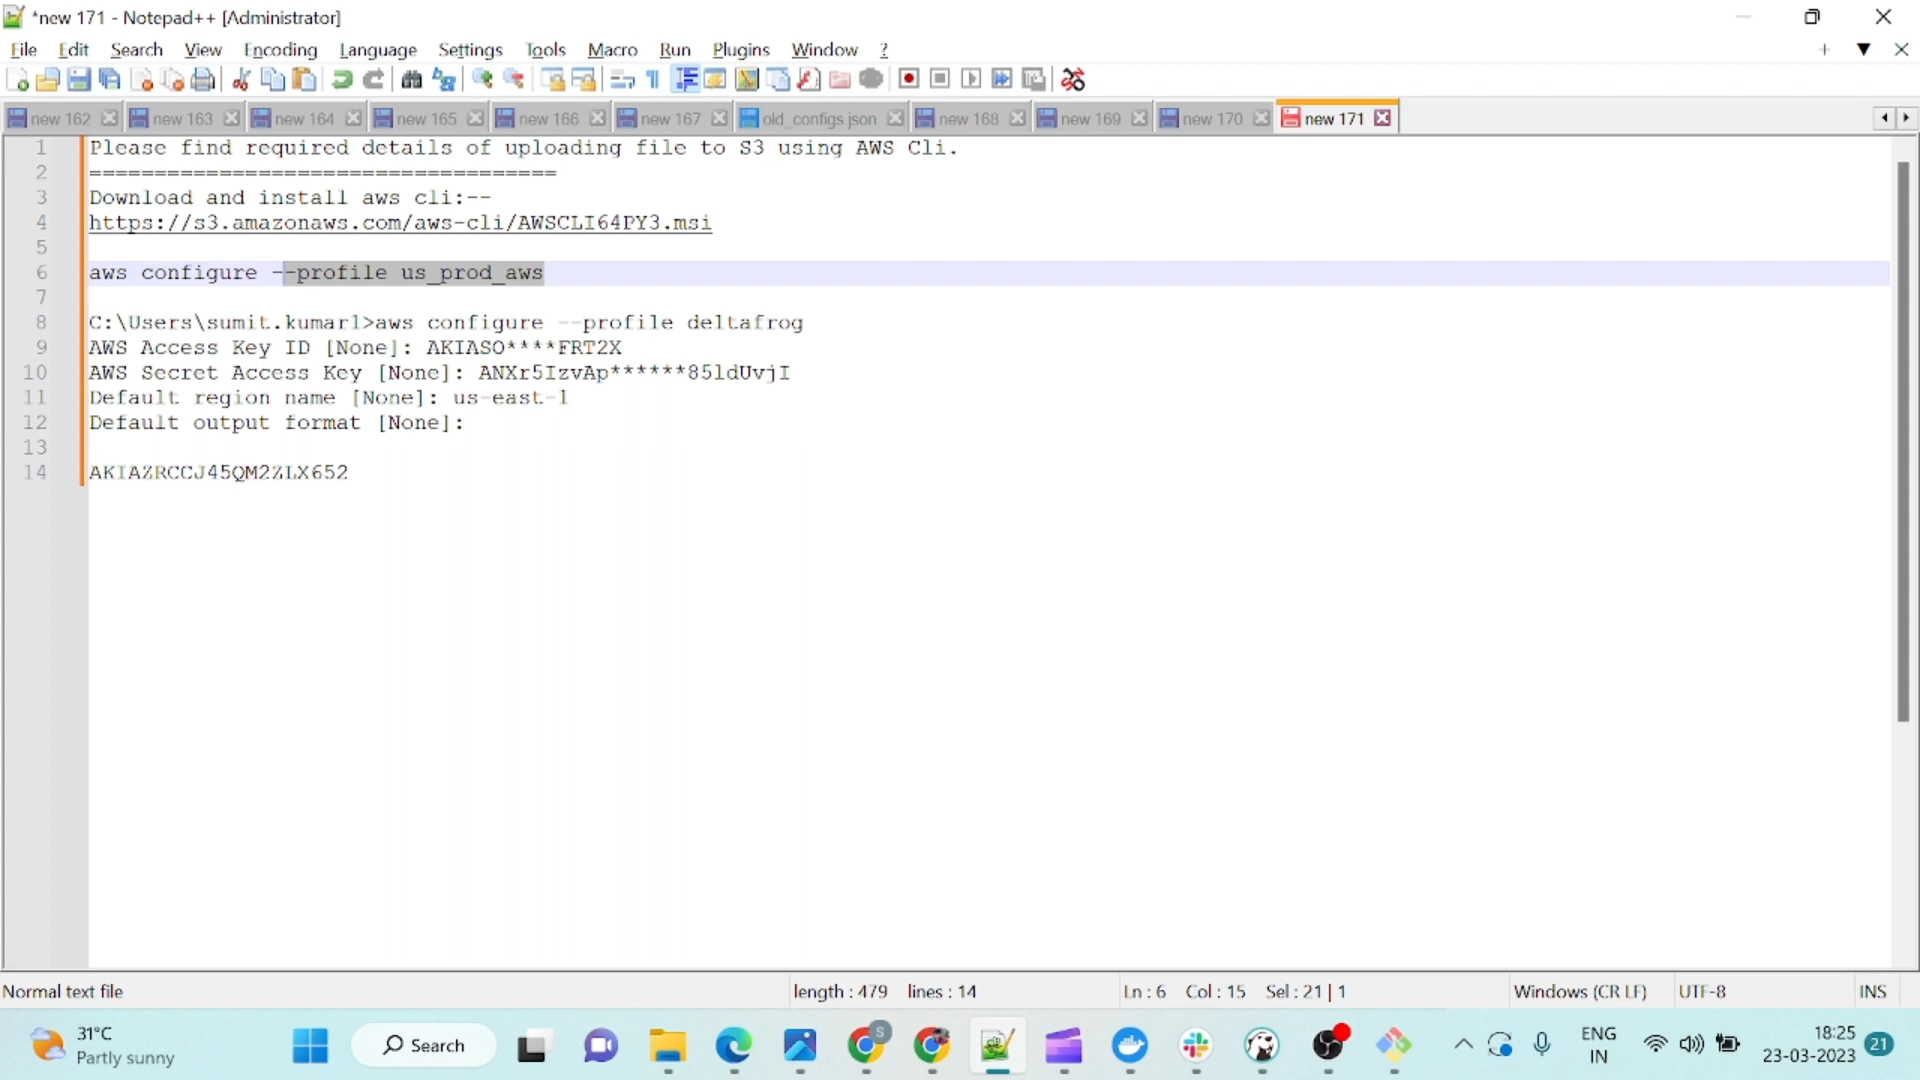 *new 171 - Notepad++ [Administrator]
File Edit Search View Encoding Language Settings Tools Macro Run Plugins Window ?
new 162 new 163 new 164 new 165 new 166 new 167 old_configs.json new 168 new 169 new 170 new 171
1 Please find required details of uploading file to S3 using AWS Cli.
2 ====================================
3 Download and install aws cli:--
4 https://s3.amazonaws.com/aws-cli/AWSCLI64PY3.msi
5
6 aws configure --profile us_prod_aws
7
8 C:\Users\sumit.kumar1>aws configure --profile deltafrog
9 AWS Access Key ID [None]: AKIASO****FRT2X
10 AWS Secret Access Key [None]: ANXr5IzvAp******85ldUvjI
11 Default region name [None]: us-east-1
12 Default output format [None]:
13
14 AKIAZRCCJ45QM2ZLX652
Normal text file length : 479 lines : 14 Ln : 6 Col : 15 Sel : 21 | 1 Windows (CR LF) UTF-8 INS
31°C
Partly sunny
Search
S
ENG
IN
18:25
23-03-2023
21